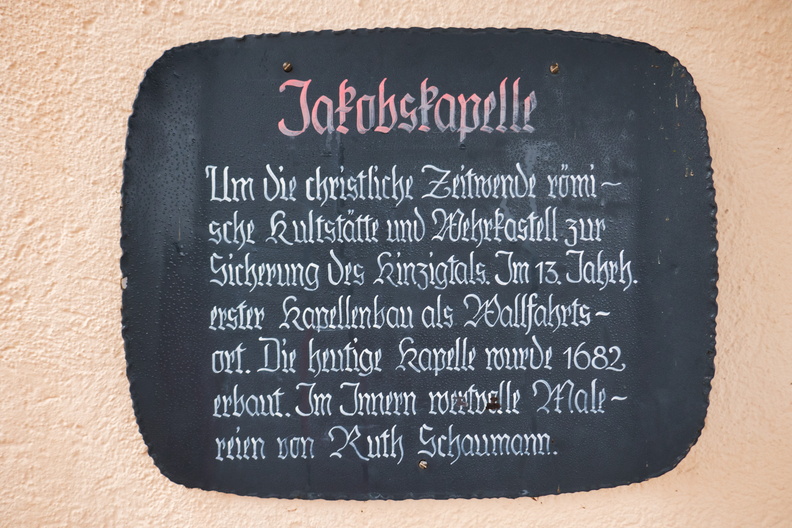 Jakobskapelle
Um die christliche Zeitwende römi-
sche Kultstätte und Wehrkastell zur
Sicherung des Kinzigtals. Im 13. Jahrh.
erster Kapellenbau als Wallfahrts-
ort. Die heutige Kapelle wurde 1682
erbaut. Im Innern wertvolle Male-
reien von Ruth Schaumann.